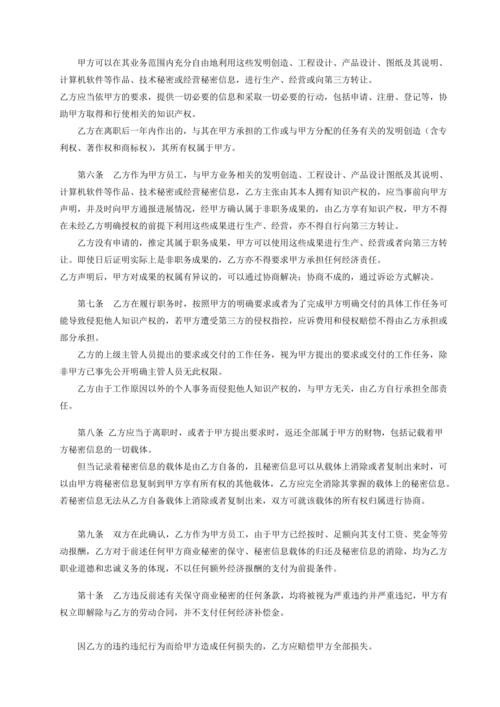 甲方可以在其业务范围内充分自由地利用这些发明创造、工程设计、产品设计、图纸及其说明、
计算机软件等作品、技术秘密或经营秘密信息，进行生产、经营或向第三方转让。
乙方应当依甲方的要求，提供一切必要的信息和采取一切必要的行动，包括申请、注册、登记等，协
助甲方取得和行使相关的知识产权。
乙方在离职后一年内作出的、与其在甲方承担的工作或与甲方分配的任务有关的发明创造（含专
利权、著作权和商标权），其所有权属于甲方。
第六条　乙方作为甲方员工，与甲方业务相关的发明创造、工程设计、产品设计图纸及其说明、
计算机软件等作品、技术秘密或经营秘密信息，乙方主张由其本人拥有知识产权的，应当事前向甲方
声明，并及时向甲方通报进展情况，经甲方确认属于非职务成果的，由乙方享有知识产权，甲方不得
在未经乙方明确授权的前提下利用这些成果进行生产、经营，亦不得自行向第三方转让。
乙方没有申请的，推定其属于职务成果，甲方可以使用这些成果进行生产、经营或者向第三方转
让。即使日后证明实际上是非职务成果的，乙方亦不得要求甲方承担任何经济责任。
乙方声明后，甲方对成果的权属有异议的，可以通过协商解决；协商不成的，通过诉讼方式解决。
第七条　乙方在履行职务时，按照甲方的明确要求或者为了完成甲方明确交付的具体工作任务可
能导致侵犯他人知识产权的，若甲方遭受第三方的侵权指控，应诉费用和侵权赔偿不得由乙方承担或
部分承担。
乙方的上级主管人员提出的要求或交付的工作任务，视为甲方提出的要求或交付的工作任务，除
非甲方已事先公开明确主管人员无此权限。
乙方由于工作原因以外的个人事务而侵犯他人知识产权的，与甲方无关，由乙方自行承担全部责
任。
第八条 乙方应当于离职时，或者于甲方提出要求时，返还全部属于甲方的财物，包括记载着甲
方秘密信息的一切载体。
但当记录着秘密信息的载体是由乙方自备的，且秘密信息可以从载体上消除或者复制出来时，可
以由甲方将秘密信息复制到甲方享有所有权的其他载体，乙方应完全消除其掌握的载体上的秘密信息。
若秘密信息无法从乙方自备载体上消除或者复制出来，双方可就该载体的所有权归属进行协商。
第九条　双方在此确认，乙方作为甲方员工，由于甲方已经按时、足额向其支付工资、奖金等劳
动报酬，乙方对于前述任何甲方商业秘密的保守、秘密信息载体的归还及秘密信息的消除，均为乙方
职业道德和忠诚义务的体现，不以任何额外经济报酬的支付为前提条件。
第十条　乙方违反前述有关保守商业秘密的任何条款，均将被视为严重违约并严重违纪，甲方有
权立即解除与乙方的劳动合同，并不支付任何经济补偿金。
因乙方的违约违纪行为而给甲方造成任何损失的，乙方应赔偿甲方全部损失。